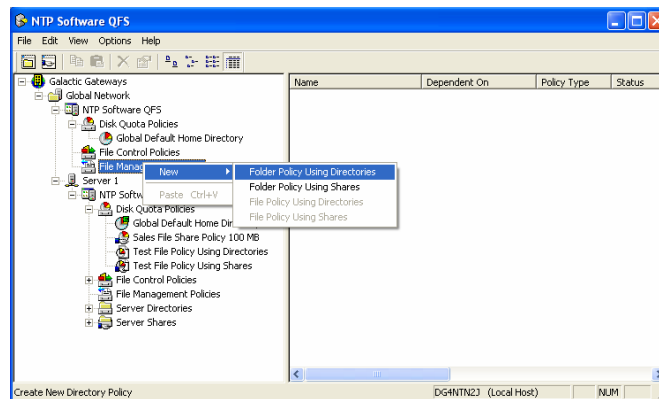 NTP Software QFS
File Edit View Options Help
Galactic Gateways
Name Dependent On Policy Type Status
Global Network
NTP Software QFS
Disk Quota Policies
Global Default Home Directory
File Control Policies
File Manag
New
Folder Policy Using Directories
Server 1
Folder Policy Using Shares
NTP Softw
Paste Ctrl+V
File Policy Using Directories
Disk Quota Policies
File Policy Using Shares
Global Default Home Dir
Sales File Share Policy 100 MB
Test File Policy Using Directories
Test File Policy Using Shares
File Control Policies
File Management Policies
Server Directories
Server Shares
Create New Directory Policy DG4NTN2J (Local Host) NUM